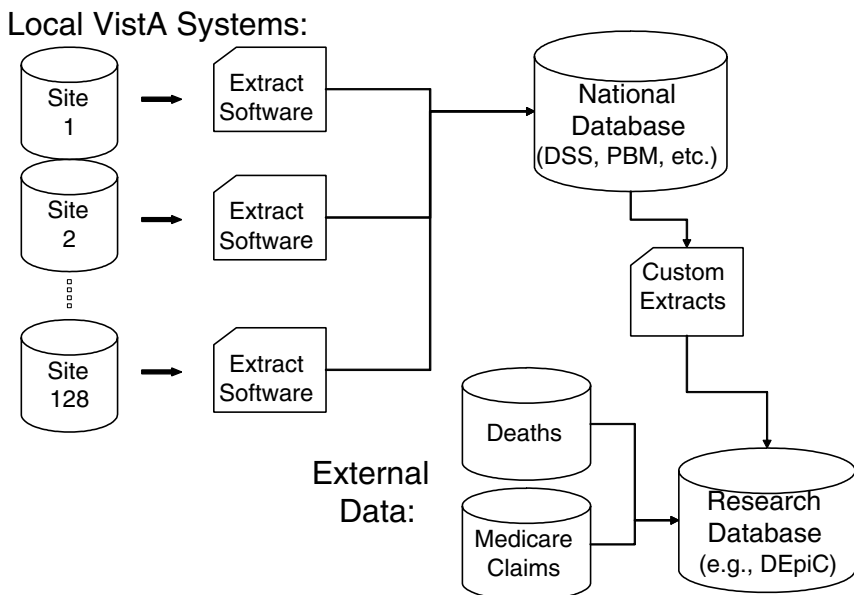 Local VistA Systems:
Site
1
Extract
Software
National
Database
(DSS, PBM, etc.)
Site
2
Extract
Software
Custom
Extracts
Site
128
Extract
Software
External
Data:
Deaths
Medicare
Claims
Research
Database
(e.g., DEpiC)